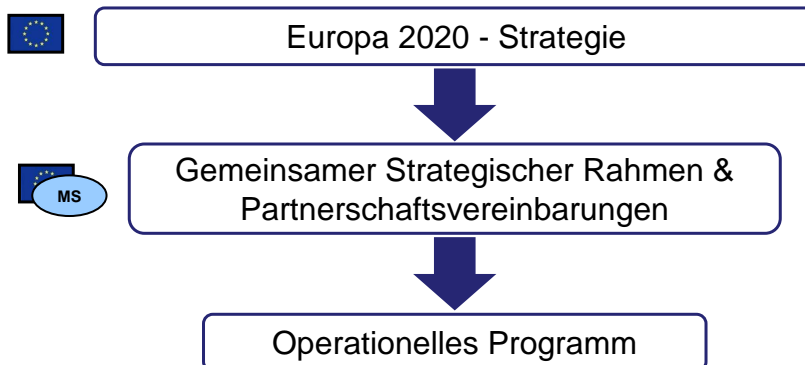 Europa 2020 - Strategie
Gemeinsamer Strategischer Rahmen &
MS
Partnerschaftsvereinbarungen
Operationelles Programm